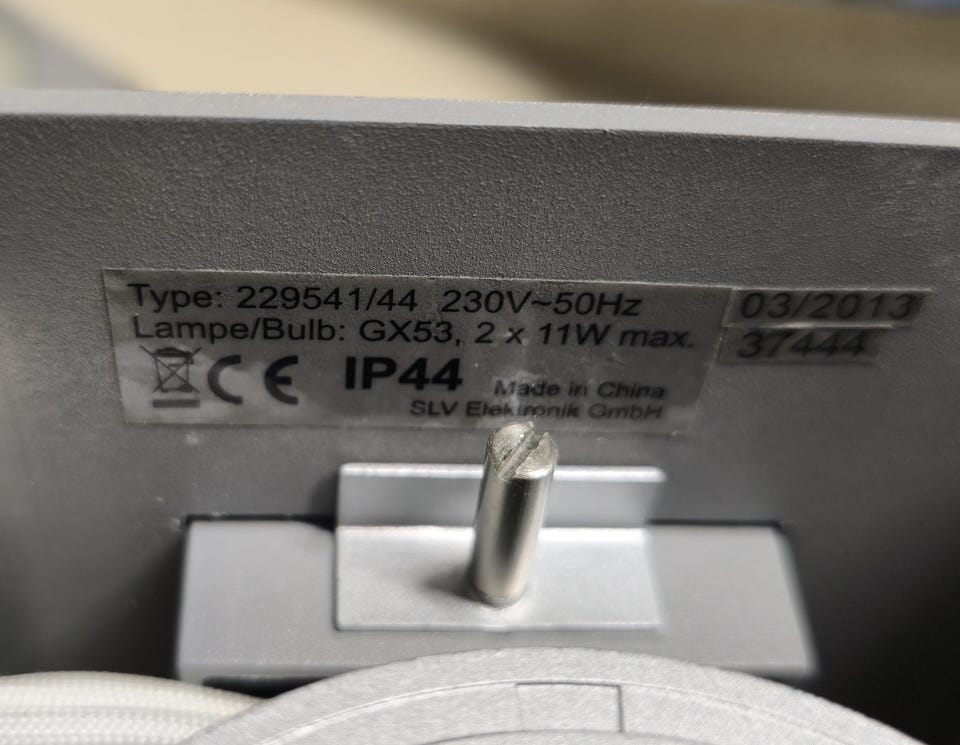 Type: 229541/44 230V~50Hz
03/2013
Lampe/Bulb: GX53, 2 x 11W max.
37444
CE IP44
Made in China
SLV Elektronik GmbH